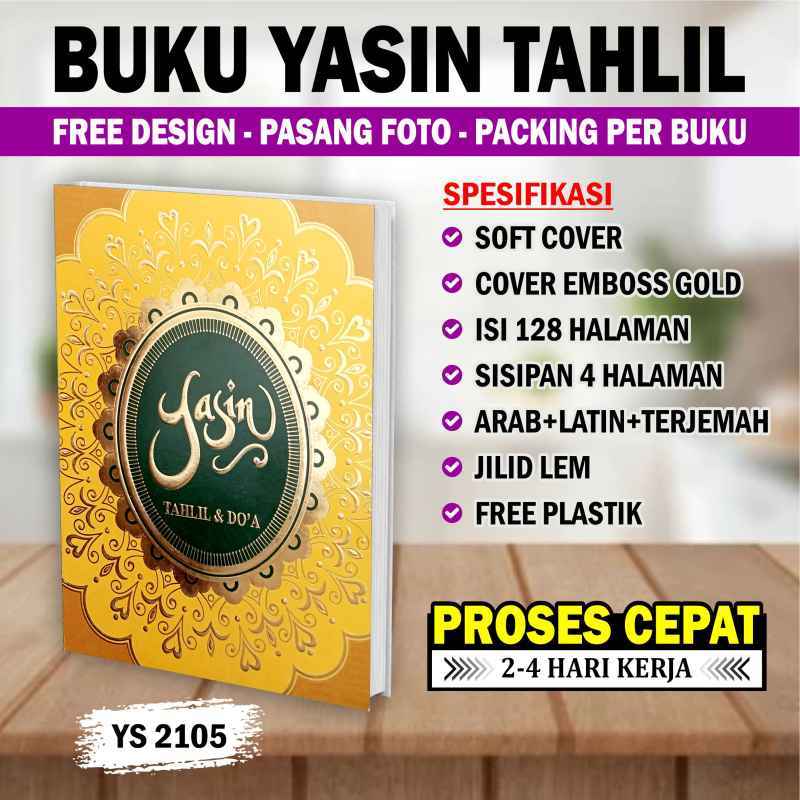 BUKU YASIN TAHLIL
FREE DESIGN - PASANG FOTO - PACKING PER BUKU
SPESIFIKASI
SOFT COVER
COVER EMBOSS GOLD
ISI 128 HALAMAN
SISIPAN 4 HALAMAN
ARAB+LATIN+TERJEMAH
JILID LEM
FREE PLASTIK
Yasin
TAHLIL & DO'A
PROSES CEPAT
2-4 HARI KERJA
YS 2105